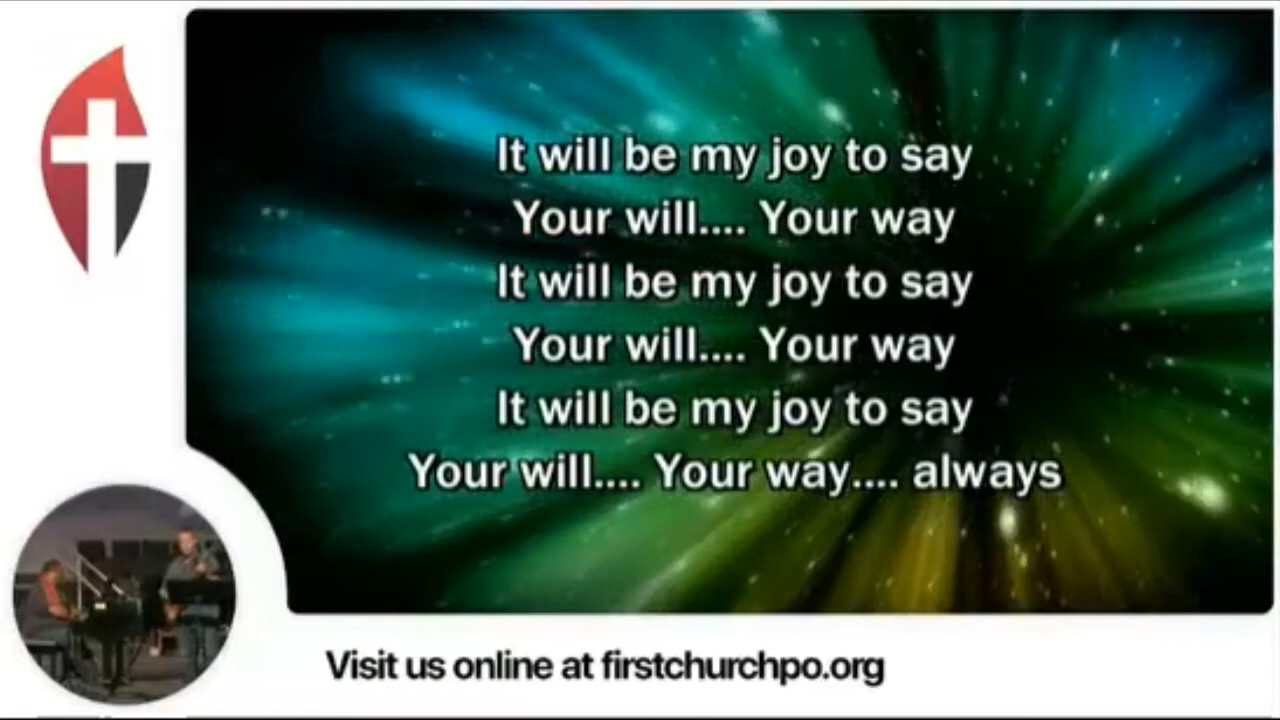 It will be my joy to say
Your will.... Your way
It will be my joy to say
Your will.... Your way
It will be my joy to say
Your will.... Your way.... always
Visit us online at firstchurchpo.org